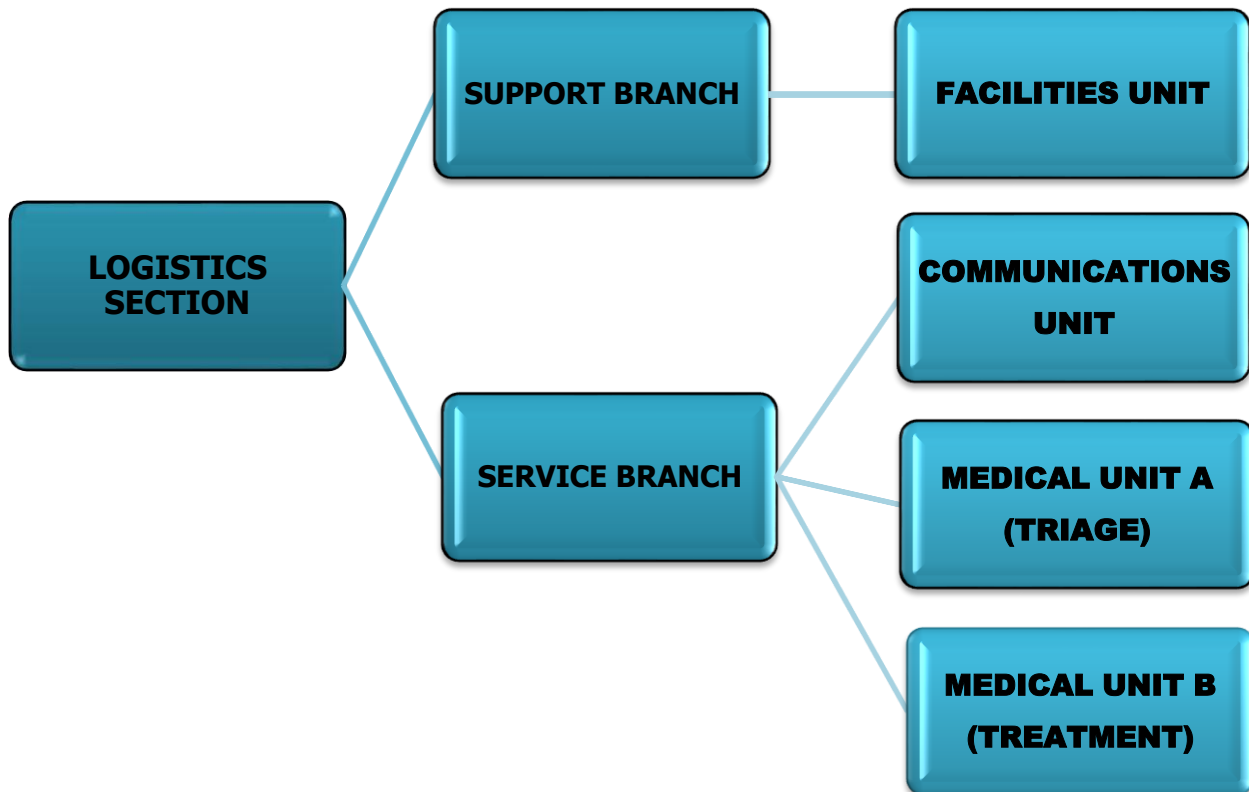 SUPPORT BRANCH
FACILITIES UNIT
LOGISTICS
SECTION
COMMUNICATIONS
UNIT
SERVICE BRANCH
MEDICAL UNIT A
(TRIAGE)
MEDICAL UNIT B
(TREATMENT)